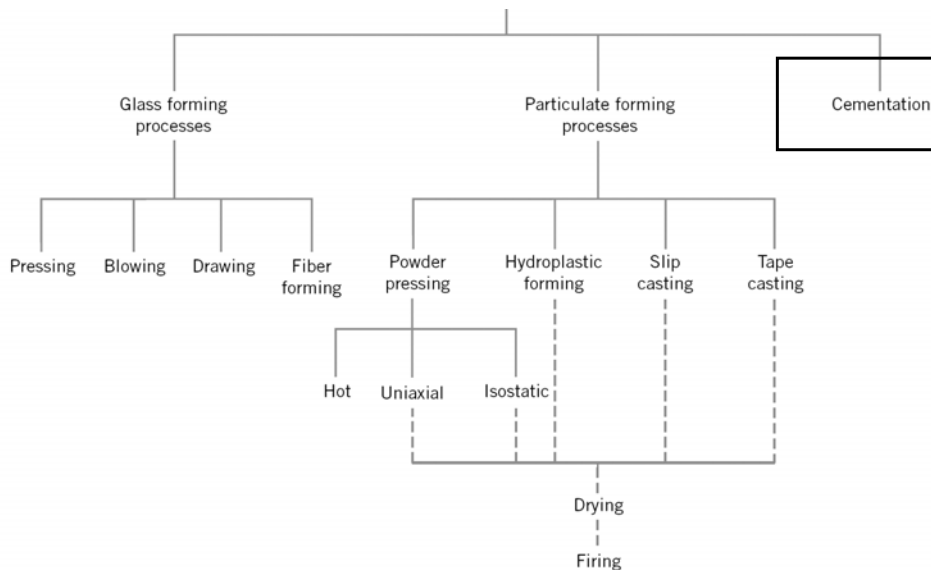 Glass forming
processes
Particulate forming
processes
Cementation
Pressing
Blowing
Drawing
Fiber
forming
Powder
pressing
Hydroplastic
forming
Slip
casting
Tape
casting
Hot
Uniaxial
Isostatic
Drying
Firing